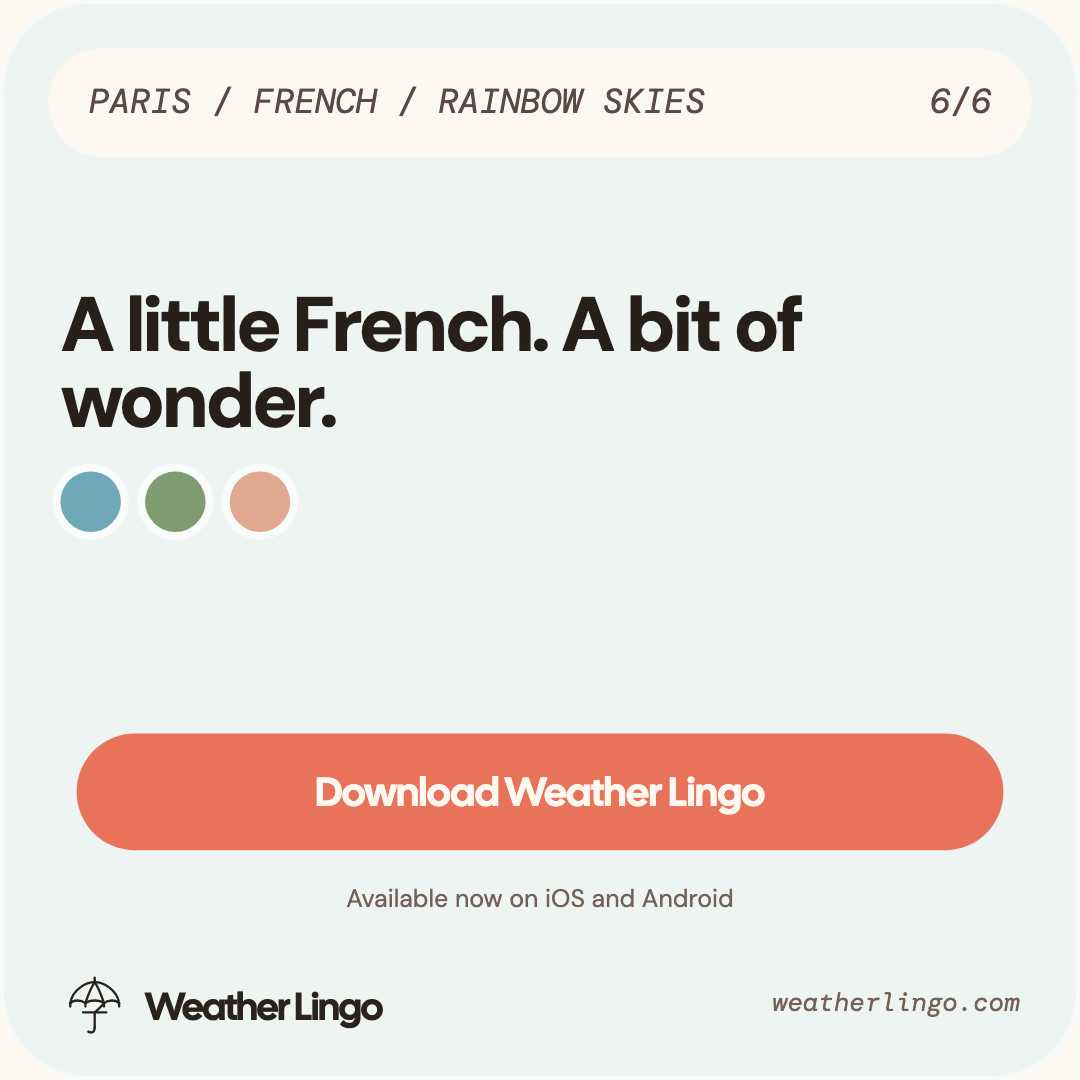 PARIS / FRENCH / RAINBOW SKIES 6/6
A little French. A bit of
wonder.
Download Weather Lingo
Available now on iOS and Android
Weather Lingo
weatherlingo.com